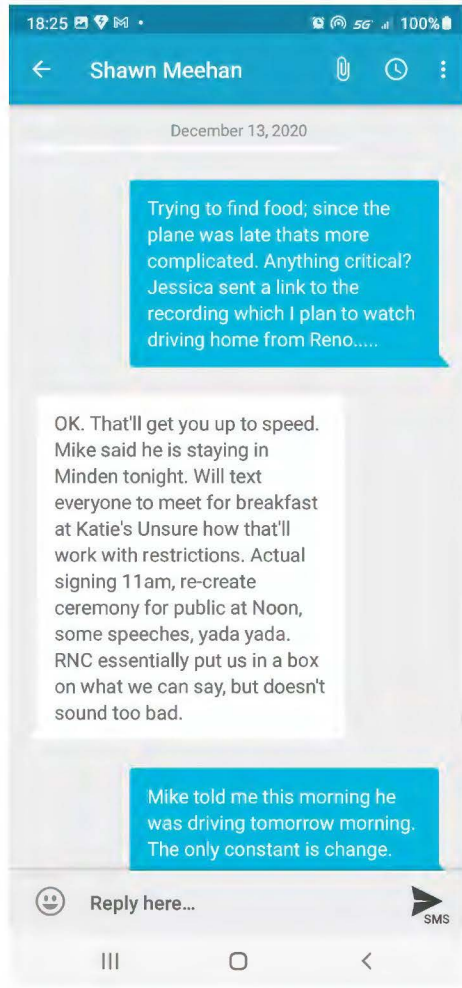 18:25 5G 100%
Shawn Meehan
December 13, 2020
Trying to find food; since the
plane was late thats more
complicated. Anything critical?
Jessica sent a link to the
recording which I plan to watch
driving home from Reno.....
OK. That'll get you up to speed.
Mike said he is staying in
Minden tonight. Will text
everyone to meet for breakfast
at Katie's Unsure how that'll
work with restrictions. Actual
signing 11am, re-create
ceremony for public at Noon,
some speeches, yada yada.
RNC essentially put us in a box
on what we can say, but doesn't
sound too bad.
Mike told me this morning he
was driving tomorrow morning.
The only constant is change.
Reply here...
SMS